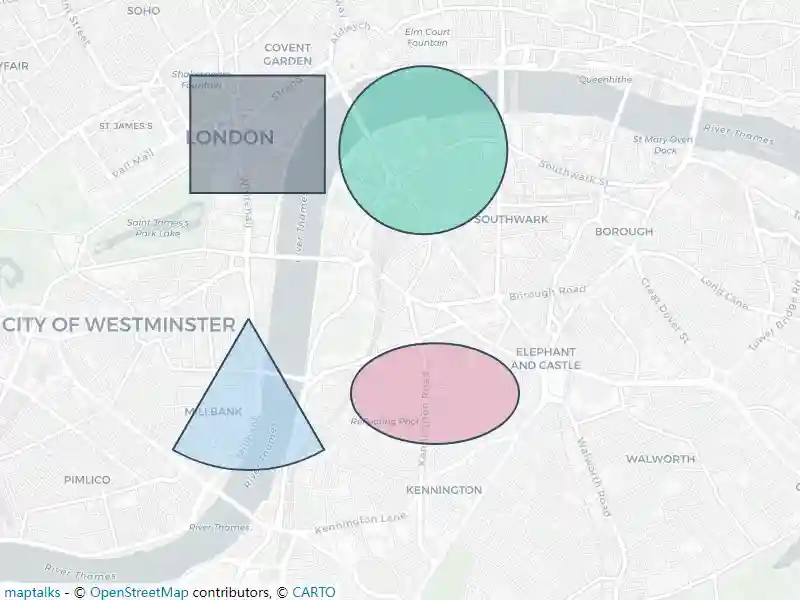 SOHO
Aldwych
Elm Court
Fountain
COVENT
GARDEN
Shakespeare
Fountain
Strand
Queenhithe
ST. JAMES'S
LONDON
St Mary Overy
Dock
River Thames
Pall Mall
Southwark St
Whitehall
Saint James's
Park Lake
River Thames
SOUTHWARK
BOROUGH
Borough Road
Great Dover St
Long Lane
Tower Bridge Rd
CITY OF WESTMINSTER
ELEPHANT
AND CASTLE
MILLBANK
Millbank
River Thames
Reflecting Pool
Kennington Road
Walworth Road
WALWORTH
PIMLICO
KENNINGTON
Kennington Lane
River Thames
River Thames
maptalks - © OpenStreetMap contributors, © CARTO